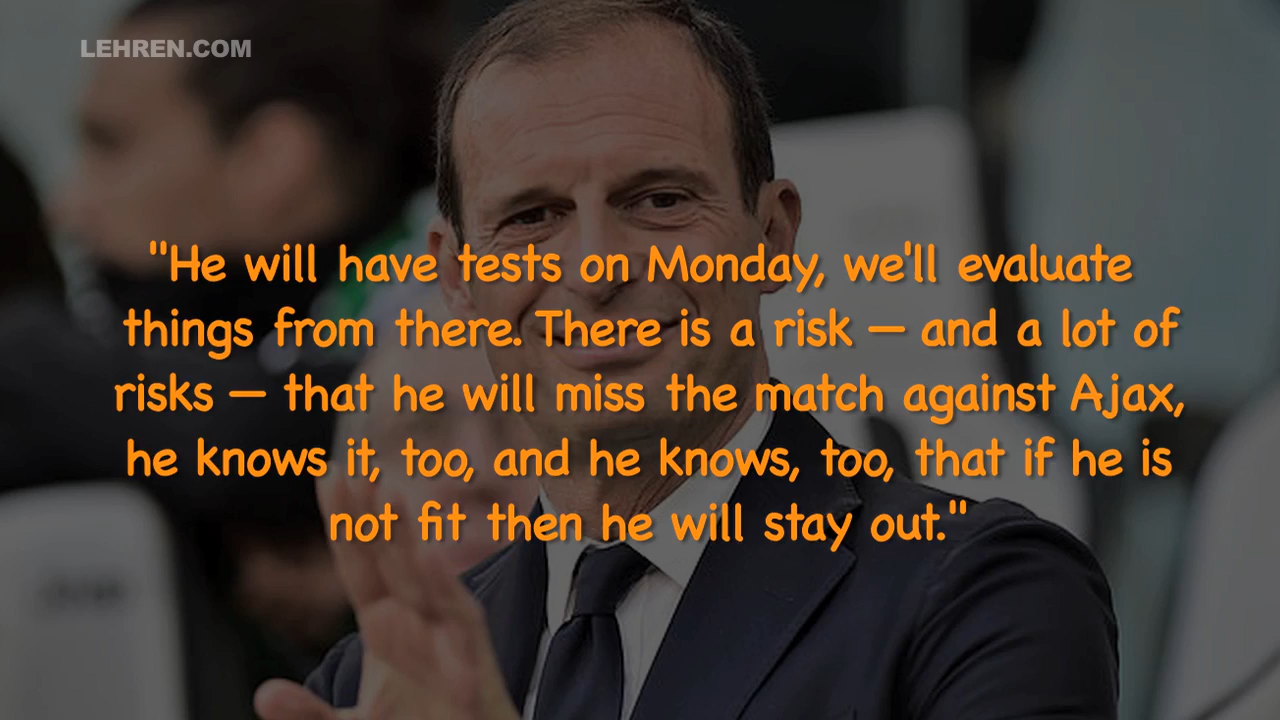 LEHREN.COM
"He will have tests on Monday, we'll evaluate
things from there. There is a risk — and a lot of
risks — that he will miss the match against Ajax,
he knows it, too, and he knows, too, that if he is
not fit then he will stay out."